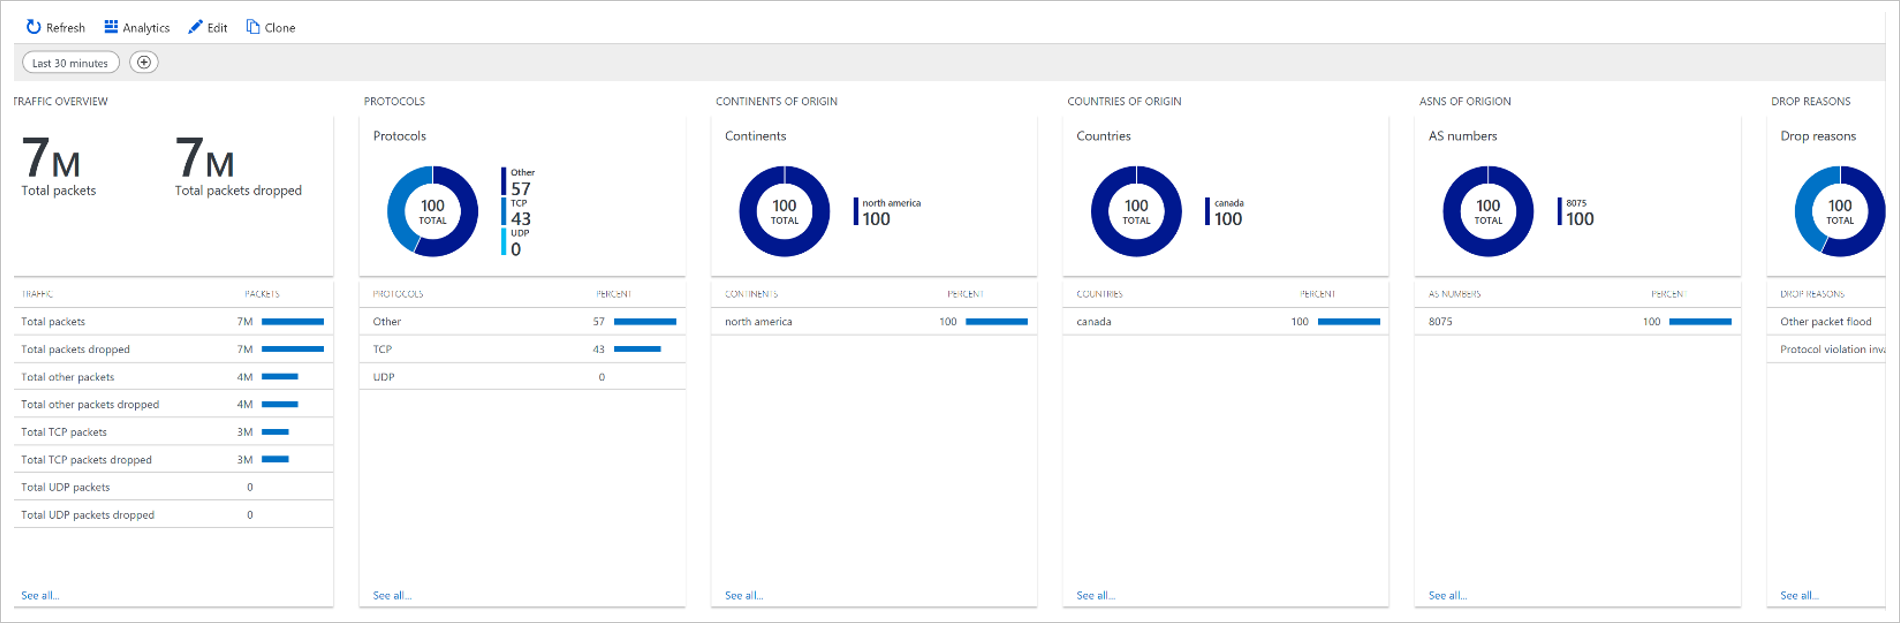 Refresh Analytics Edit Clone
Last 30 minutes
TRAFFIC OVERVIEW
7M
Total packets
7M
Total packets dropped
TRAFFIC PACKETS
Total packets 7M
Total packets dropped 7M
Total other packets 4M
Total other packets dropped 4M
Total TCP packets 3M
Total TCP packets dropped 3M
Total UDP packets 0
Total UDP packets dropped 0
See all...
PROTOCOLS
Protocols
100
TOTAL
Other
57
TCP
43
UDP
0
PROTOCOLS PERCENT
Other 57
TCP 43
UDP 0
See all...
CONTINENTS OF ORIGIN
Continents
100
TOTAL
north america
100
CONTINENTS PERCENT
north america 100
See all...
COUNTRIES OF ORIGIN
Countries
100
TOTAL
canada
100
COUNTRIES PERCENT
canada 100
See all...
ASNS OF ORIGION
AS numbers
100
TOTAL
8075
100
AS NUMBERS PERCENT
8075 100
See all...
DROP REASONS
Drop reasons
100
TOTAL
DROP REASONS
Other packet flood
Protocol violation inva
See all...